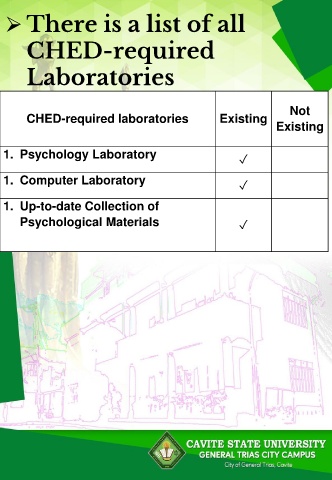 ➢ There is a list of all
CHED-required
Laboratories
CHED-required laboratories Existing Not Existing
1. Psychology Laboratory ✓
1. Computer Laboratory ✓
1. Up-to-date Collection of
Psychological Materials ✓
CAVITE STATE UNIVERSITY
GENERAL TRIAS CITY CAMPUS
City of General Trias, Cavite